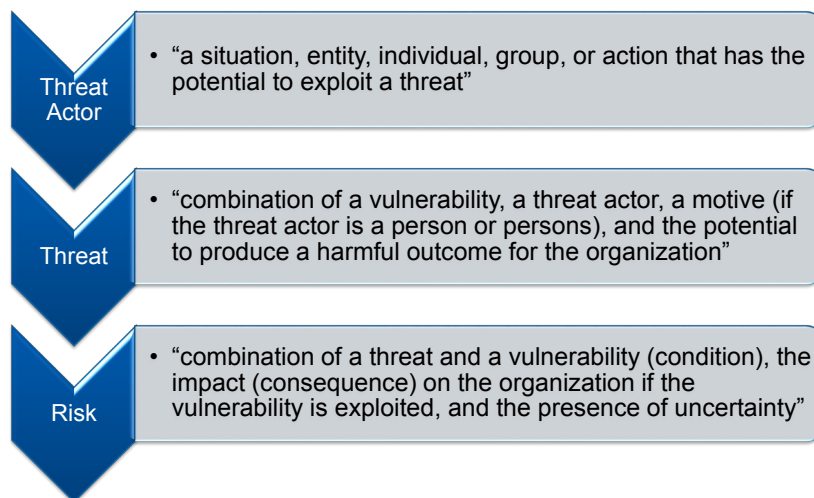 Threat
Actor
• “a situation, entity, individual, group, or action that has the
potential to exploit a threat”
Threat
• “combination of a vulnerability, a threat actor, a motive (if
the threat actor is a person or persons), and the potential
to produce a harmful outcome for the organization”
Risk
• “combination of a threat and a vulnerability (condition), the
impact (consequence) on the organization if the
vulnerability is exploited, and the presence of uncertainty”